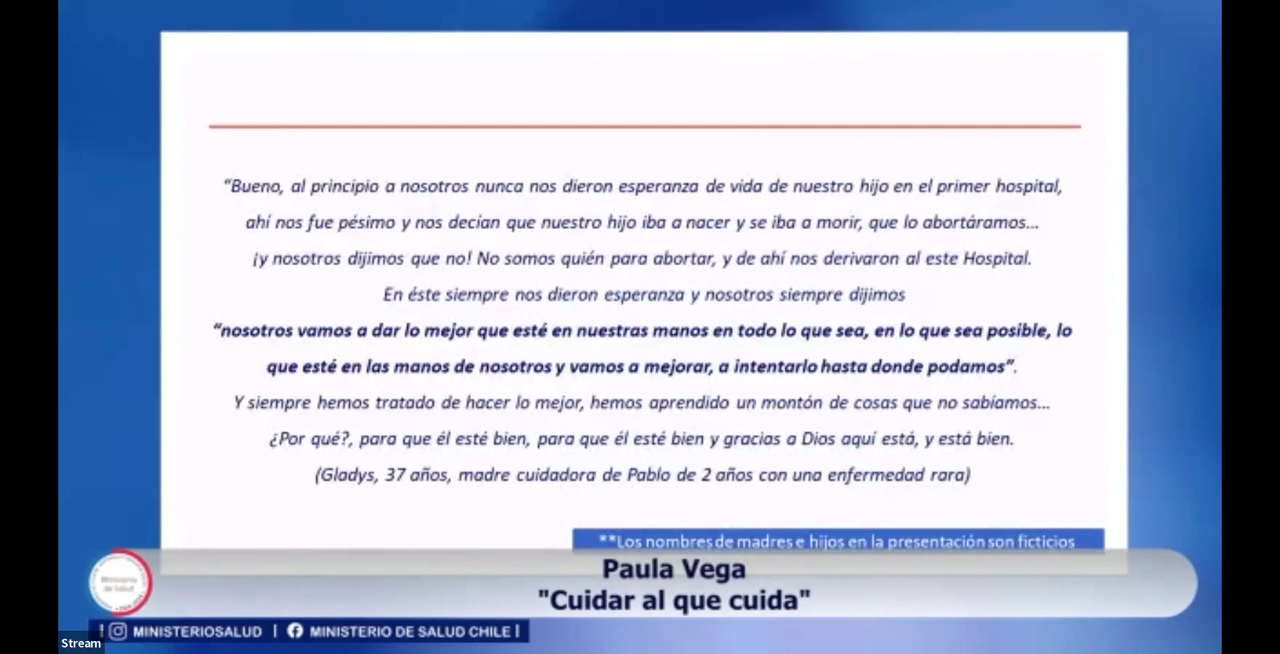 “Bueno, al principio a nosotros nunca nos dieron esperanza de vida de nuestro hijo en el primer hospital,
ahí nos fue pésimo y nos decían que nuestro hijo iba a nacer y se iba a morir, que lo abortáramos...
¡y nosotros dijimos que no! No somos quién para abortar, y de ahí nos derivaron al este Hospital.
En éste siempre nos dieron esperanza y nosotros siempre dijimos
“nosotros vamos a dar lo mejor que esté en nuestras manos en todo lo que sea, en lo que sea posible, lo
que esté en las manos de nosotros y vamos a mejorar, a intentarlo hasta donde podamos”.
Y siempre hemos tratado de hacer lo mejor, hemos aprendido un montón de cosas que no sabíamos...
¿Por qué?, para que él esté bien, para que él esté bien y gracias a Dios aquí está, y está bien.
(Gladys, 37 años, madre cuidadora de Pablo de 2 años con una enfermedad rara)
**Los nombres de madres e hijos en la presentación son ficticios
Paula Vega
"Cuidar al que cuida"
Ministerio
de Salud
| MINISTERIOSALUD | MINISTERIO DE SALUD CHILE |
Stream